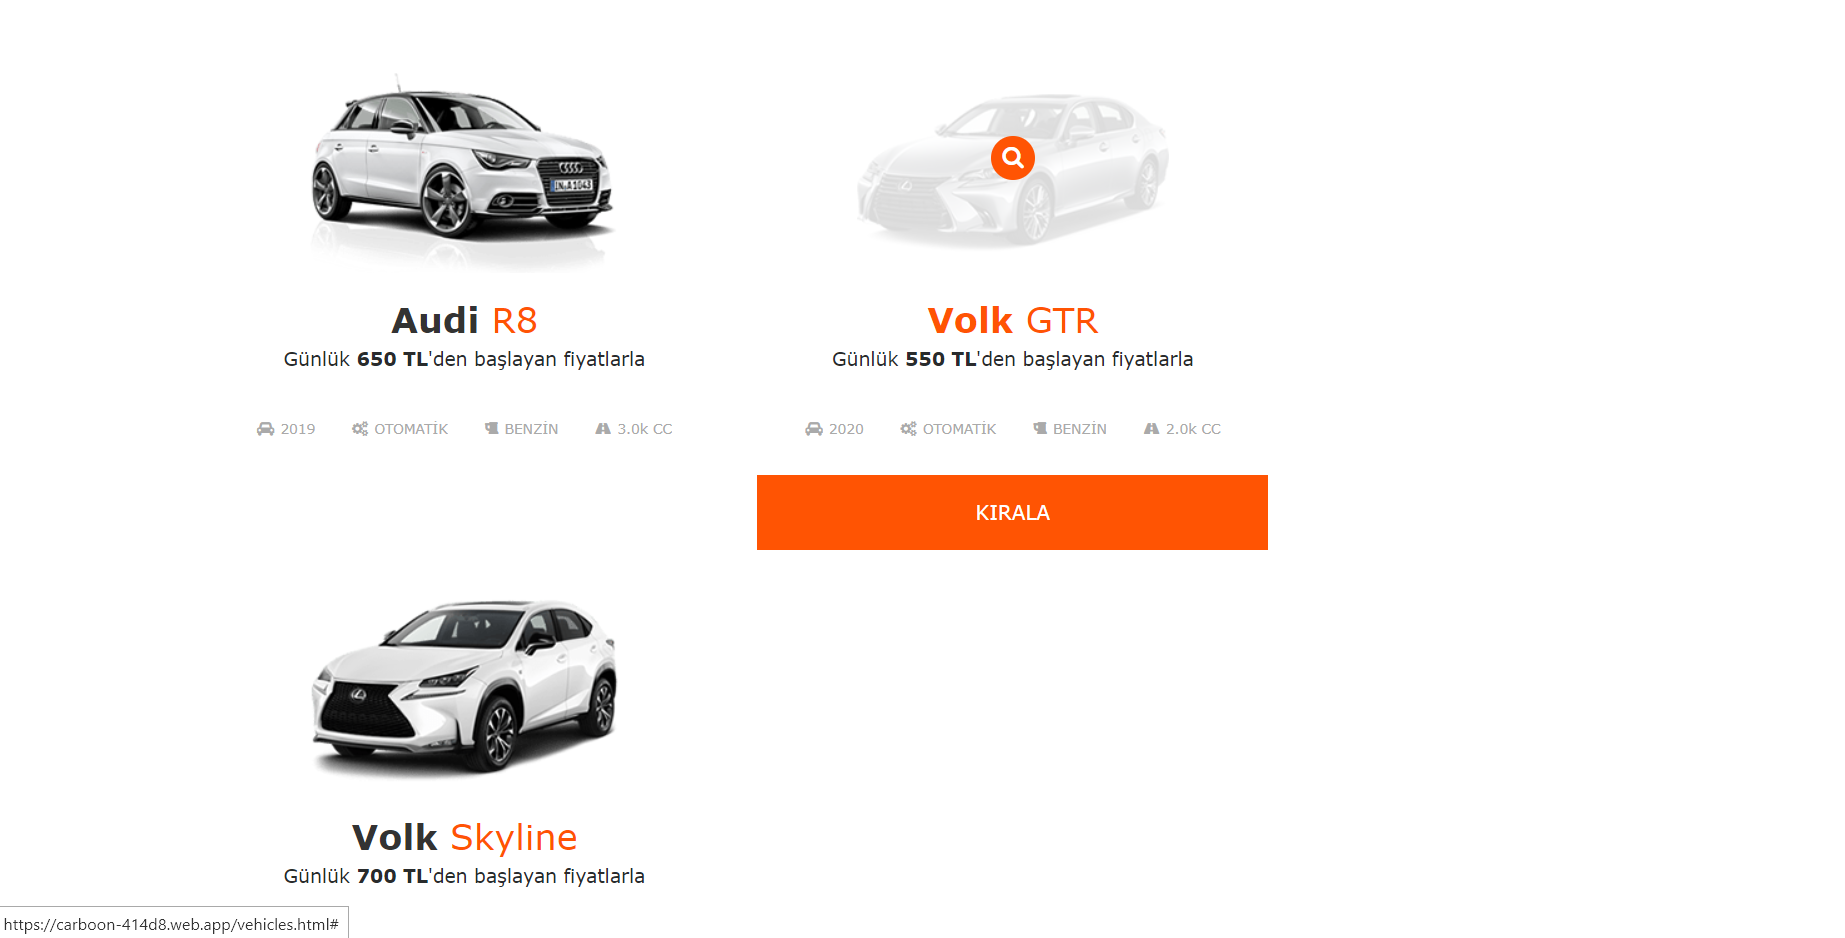 Audi R8
Günlük 650 TL'den başlayan fiyatlarla
2019 OTOMATİK BENZİN 3.0k CC
Volk GTR
Günlük 550 TL'den başlayan fiyatlarla
2020 OTOMATİK BENZİN 2.0k CC
KIRALA
Volk Skyline
Günlük 700 TL'den başlayan fiyatlarla
https://carboon-414d8.web.app/vehicles.html#